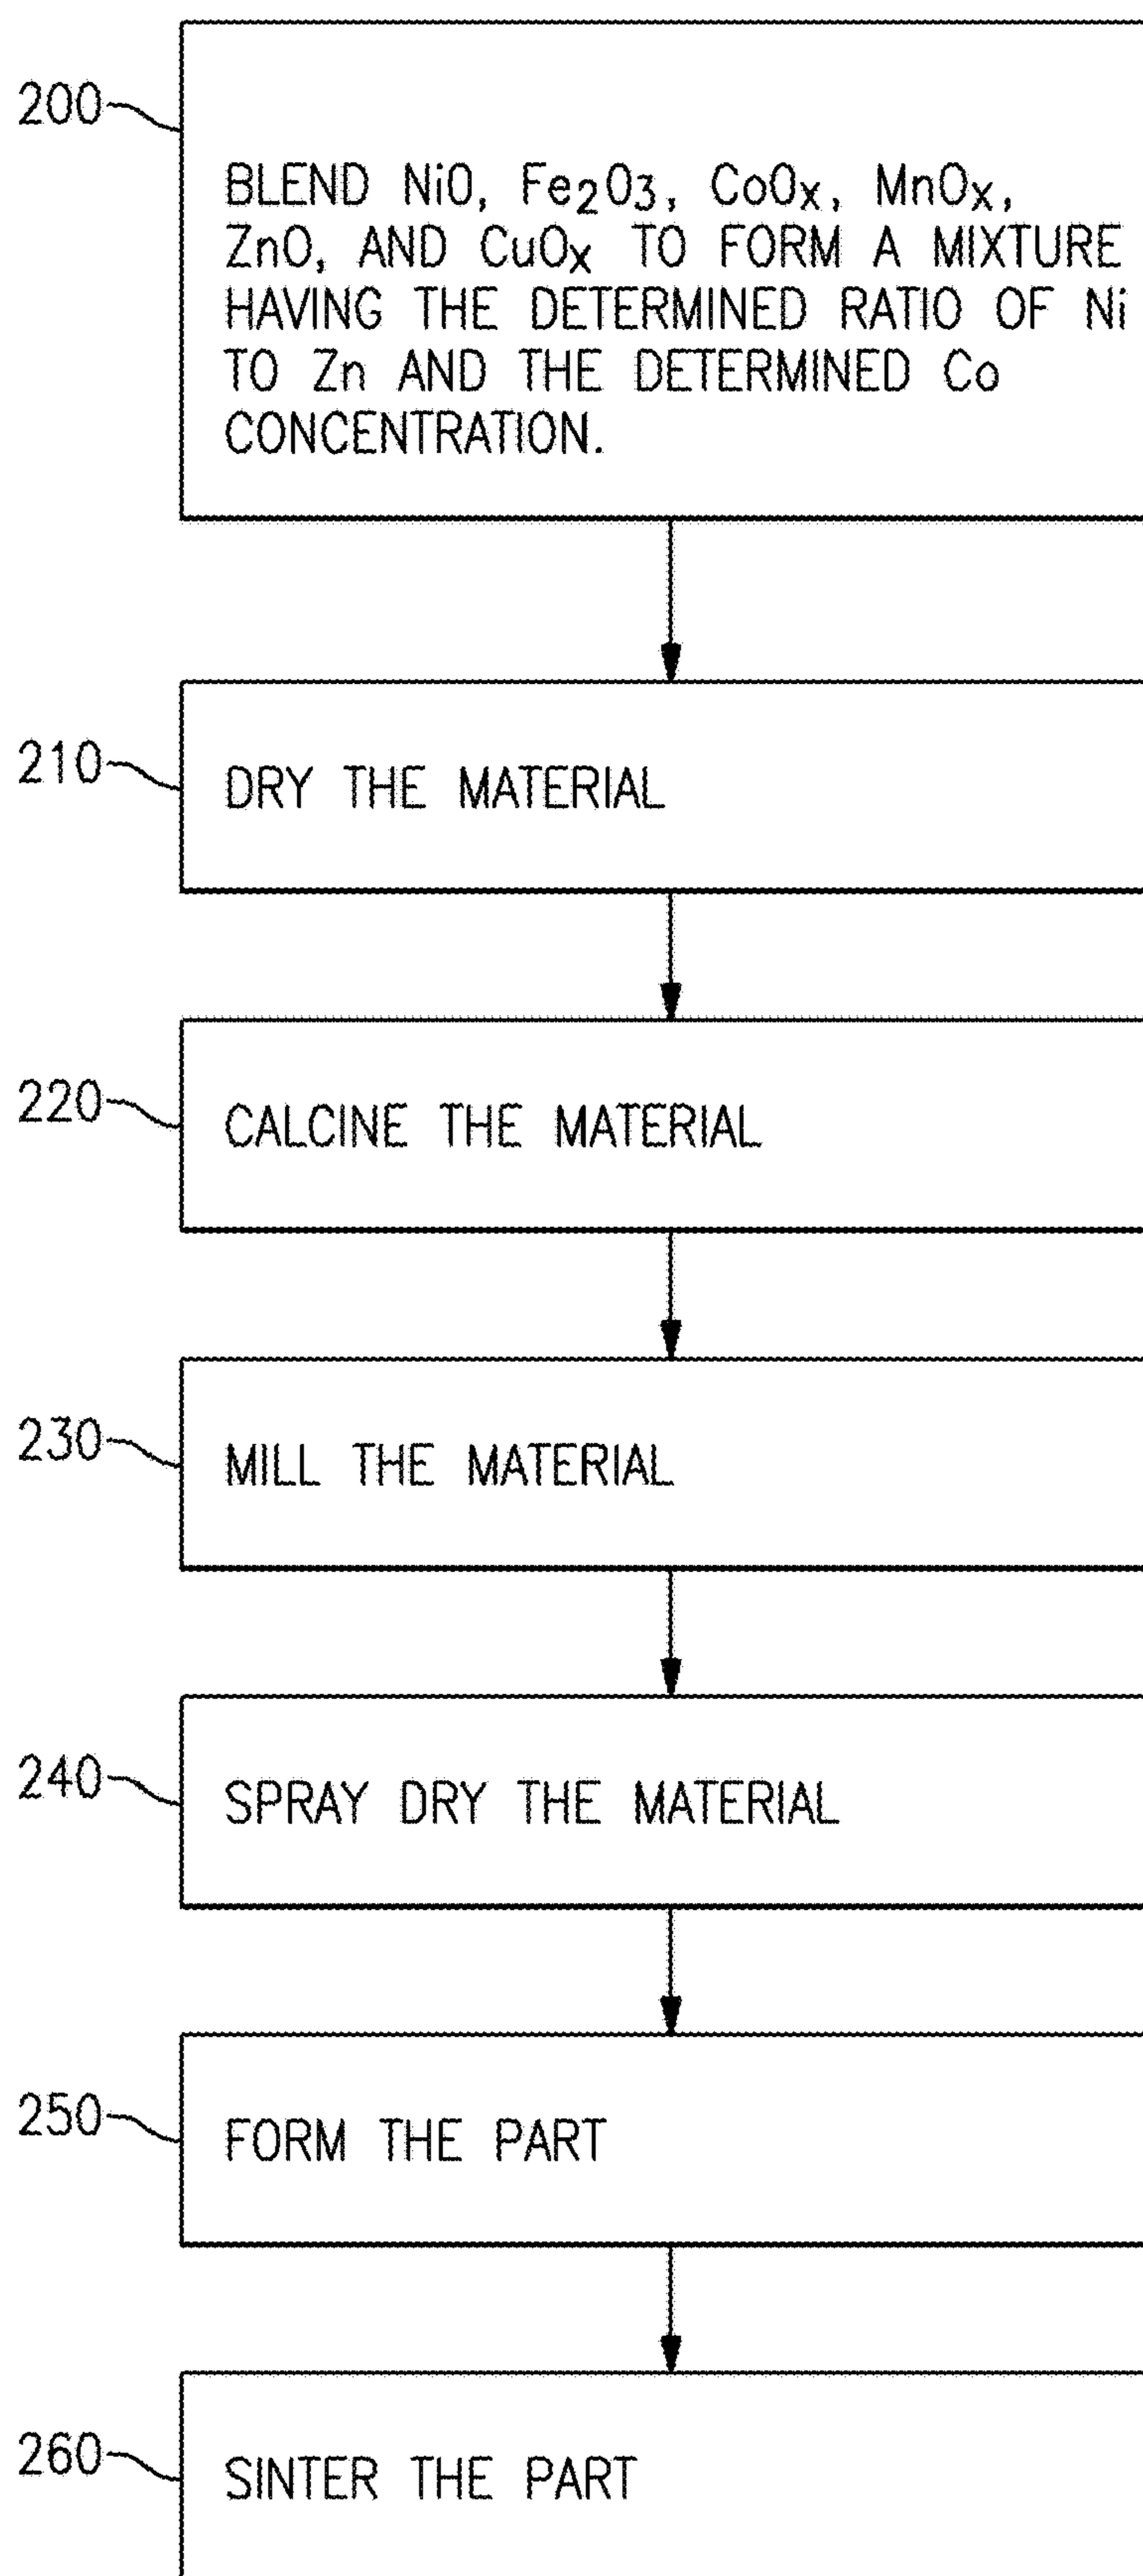 200
BLEND NiO, Fe₂O₃, CoOₓ, MnOₓ,
ZnO, AND CuOₓ TO FORM A MIXTURE
HAVING THE DETERMINED RATIO OF Ni
TO Zn AND THE DETERMINED Co
CONCENTRATION.
210
DRY THE MATERIAL
220
CALCINE THE MATERIAL
230
MILL THE MATERIAL
240
SPRAY DRY THE MATERIAL
250
FORM THE PART
260
SINTER THE PART